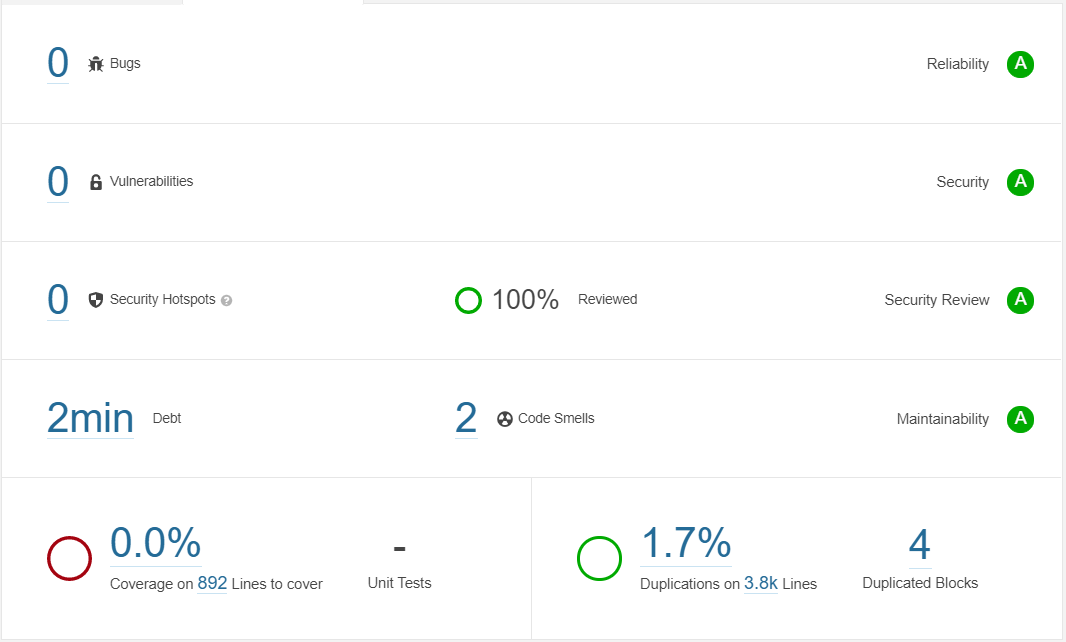 0 Bugs Reliability A
0 Vulnerabilities Security A
0 Security Hotspots ? 100% Reviewed Security Review A
2min Debt 2 Code Smells Maintainability A
0.0% -
Coverage on 892 Lines to cover Unit Tests
1.7% 4
Duplications on 3.8k Lines Duplicated Blocks